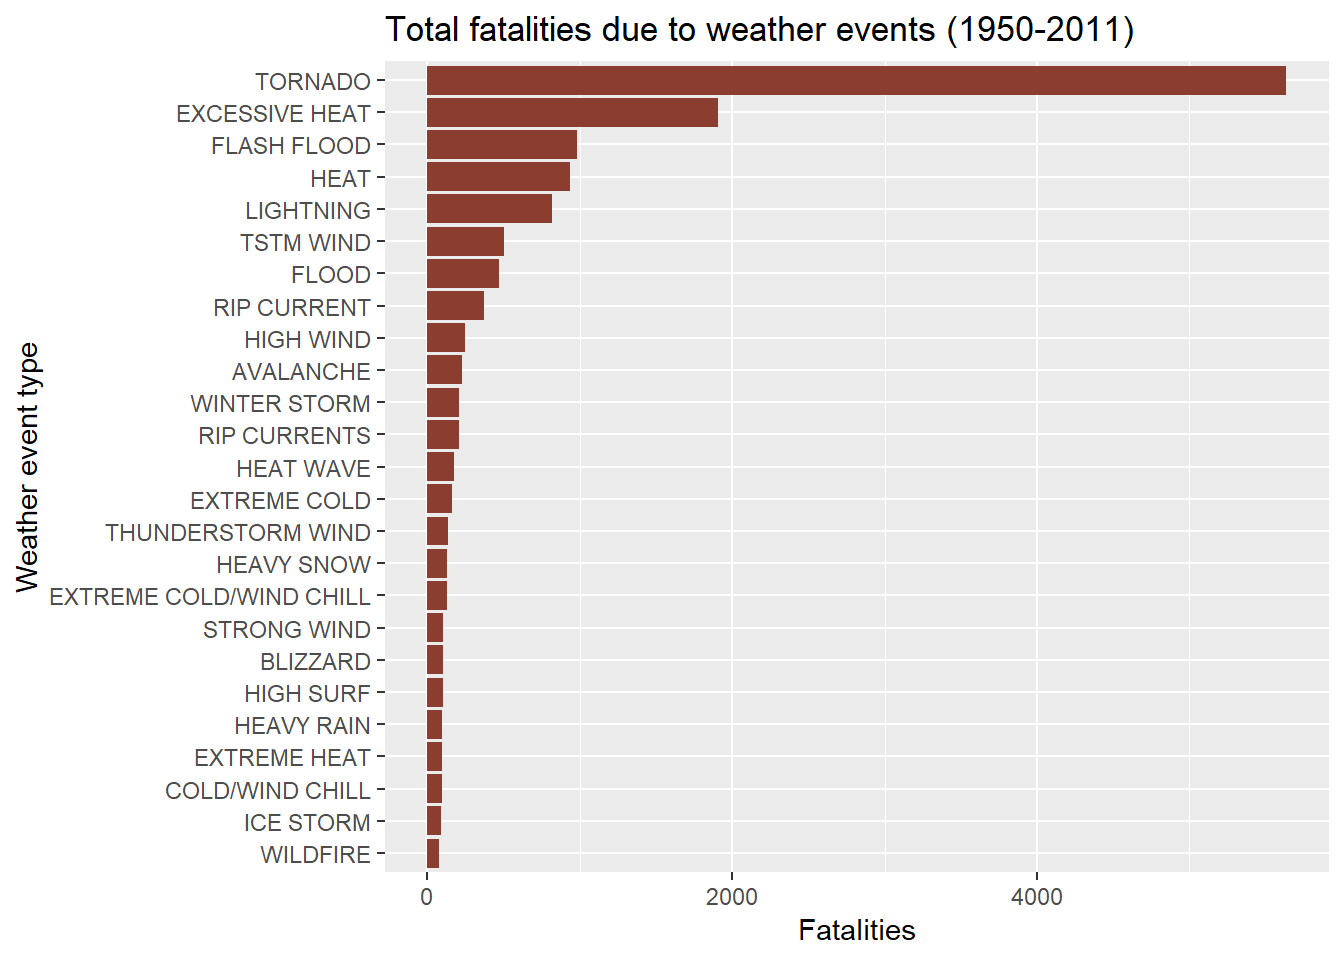 Total fatalities due to weather events (1950-2011)
Weather event type
TORNADO
EXCESSIVE HEAT
FLASH FLOOD
HEAT
LIGHTNING
TSTM WIND
FLOOD
RIP CURRENT
HIGH WIND
AVALANCHE
WINTER STORM
RIP CURRENTS
HEAT WAVE
EXTREME COLD
THUNDERSTORM WIND
HEAVY SNOW
EXTREME COLD/WIND CHILL
STRONG WIND
BLIZZARD
HIGH SURF
HEAVY RAIN
EXTREME HEAT
COLD/WIND CHILL
ICE STORM
WILDFIRE
0 2000 4000
Fatalities